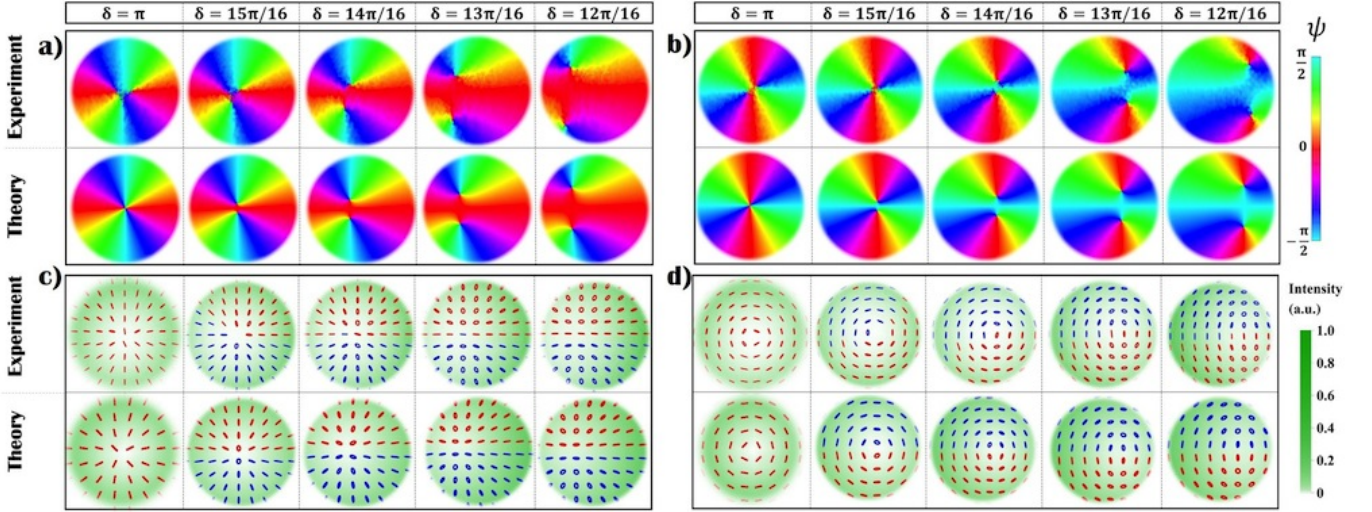 δ = π δ = 15π/16 δ = 14π/16 δ = 13π/16 δ = 12π/16 δ = π δ = 15π/16 δ = 14π/16 δ = 13π/16 δ = 12π/16
a) b) ψ
π/2
Experiment
0
Theory
-π/2
c) d) Intensity
(a.u.)
Experiment
1.0
0.8
0.6
Theory
0.4
0.2
0